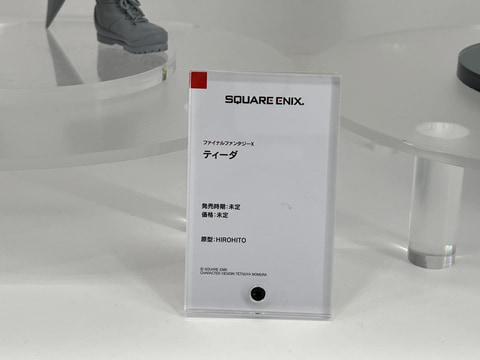 SQUARE ENIX.
ファイナルファンタジーX
ティーダ
発売時期:未定
価格:未定
原型:HIROHITO
© SQUARE ENIX
CHARACTER DESIGN:TETSUYA NOMURA